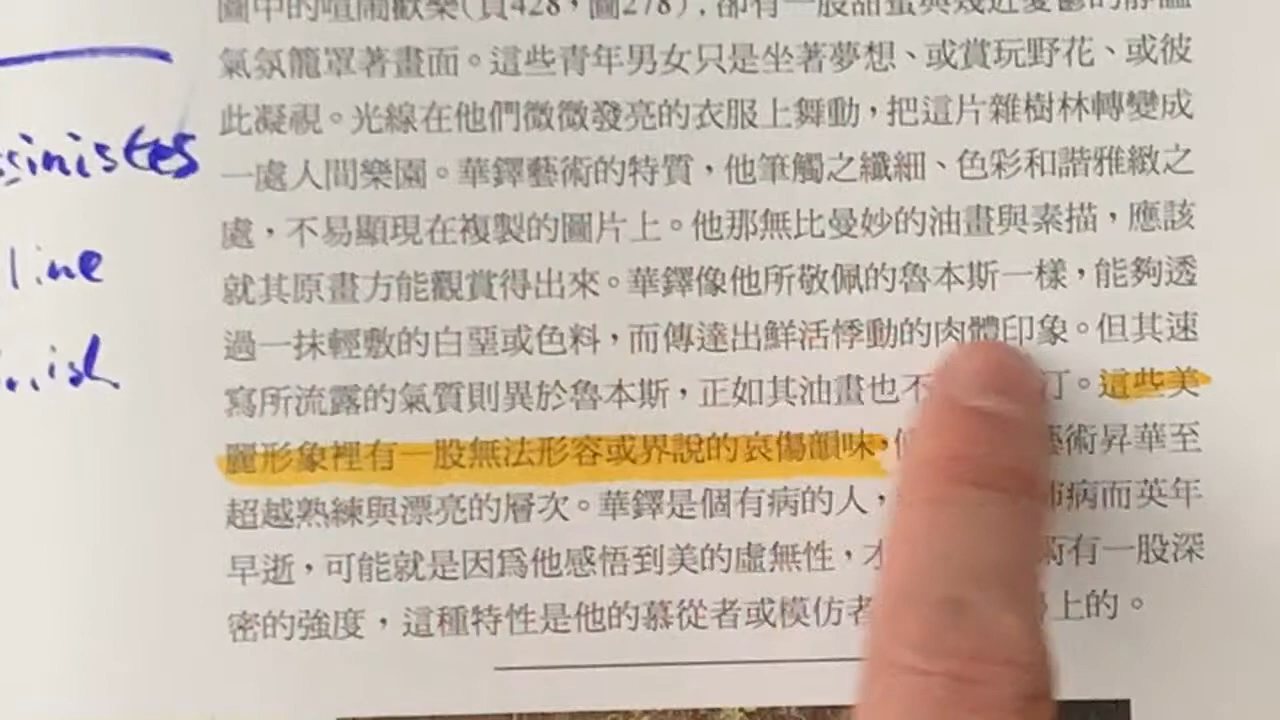 圖中的喧鬧歡樂(頁428,圖278),卻有一股甜蜜與幾近憂鬱的靜謐
氣氛籠罩著畫面。這些青年男女只是坐著夢想、或賞玩野花、或彼
此凝視。光線在他們微微發亮的衣服上舞動,把這片雜樹林轉變成
ssinistes
一處人間樂園。華鐸藝術的特質,他筆觸之纖細、色彩和諧雅緻之
處,不易顯現在複製的圖片上。他那無比曼妙的油畫與素描,應該
line
就其原畫方能觀賞得出來。華鐸像他所敬佩的魯本斯一樣,能夠透
過一抹輕敷的白堊或色料,而傳達出鮮活悸動的肉體印象。但其速
nish
寫所流露的氣質則異於魯本斯,正如其油畫也不 汀。這些美
麗形象裡有一股無法形容或界說的哀傷韻味, 藝術昇華至
超越熟練與漂亮的層次。華鐸是個有病的人, 肺病而英年
早逝,可能就是因為他感悟到美的虛無性,才 術有一股深
密的強度,這種特性是他的慕從者或模仿者 上的。